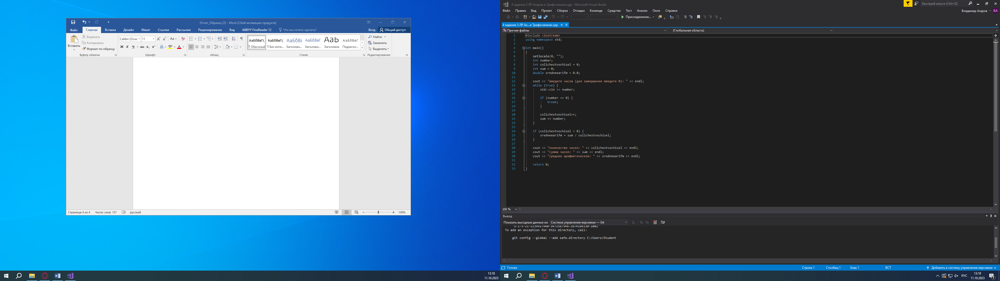 Отчет_Образец (2) - Word (Сбой активации продукта)
Файл Главная Вставка Дизайн Макет Ссылки Рассылки Рецензирование Вид ABBYY FineReader 12 Что вы хотите сделать? Вход Общий доступ
Вставить
Вырезать
Копировать
Формат по образцу
Буфер обмена
Calibri (Оснс 11
Шрифт
Абзац
АаБбВвГг, АаБбВвГг, АаБбВı АаБбВвГ АаЬ АаБбВвГ
¶ Обычный ¶ Без инте... Заголово... Заголово... Заголовок Подзагол...
Стили
Найти
Заменить
Выделить
Редактирование
Страница 4 из 4 Число слов: 157 русский 100%
13:18
11.10.2023
4 задание 3 ЛР Азаров и Трифоченков.cpp - Microsoft Visual Studio
Быстрый запуск (Ctrl+Q)
Файл Правка Вид Проект Сборка Отладка Команда Средства Тест Анализ Окно Справка
Владимир Азаров ВА
Присоединение...
4 задание 3 ЛР Аз...и Трифоченков.cpp
Прочие файлы (Глобальная область)
1 #include <iostream>
2 using namespace std;
3
4 int main()
5 {
6 setlocale(0, "");
7 int number;
8 int colichestvochisel = 0;
9 int sum = 0;
10 double sredneearifm = 0.0;
11
12 cout << "введите числа (для завершения введите 0): " << endl;
13 while (true) {
14 std::cin >> number;
15
16 if (number == 0) {
17 break;
18 }
19
20 colichestvochisel++;
21 sum += number;
22 }
23
24 if (colichestvochisel > 0) {
25 sredneearifm = sum / colichestvochisel;
26 }
27
28 cout << "количество чисел: " << colichestvochisel << endl;
29 cout << "сумма чисел: " << sum << endl;
30 cout << "среднее арифметическое: " << sredneearifm << endl;
31
32 return 0;
33 }
100 %
Вывод
Показать выходные данные из: Система управления версиями — Git
'S-1-5-21-2239917960-3472567546-2674164130-1002'
To add an exception for this directory, call:
git config --global --add safe.directory C:/Users/Student
Готово Строка 1 Столбец 1 Знак 1 ВСТ Добавить в систему управления версиями
РУС
13:18
11.10.2023